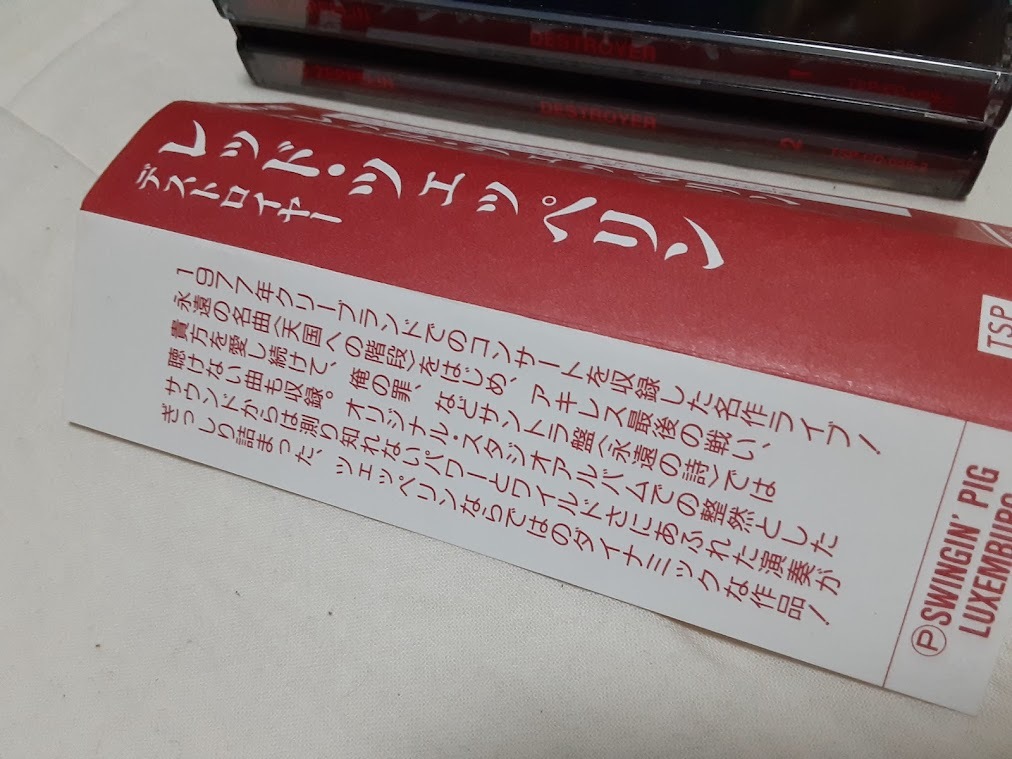 DESTROYER 1
DESTROYER 2
レッド・ツェッペリン
デストロイヤー
1977年クリーブランドでのコンサートを収録した名作ライブ!
永遠の名曲〈天国への階段〉をはじめ、アキレス最後の戦い、
貴方を愛し続けて、俺の罪、などサントラ盤〈永遠の詩〉では
聴けない曲も収録。オリジナル・スタジオアルバムでの整然とした
サウンドからは測り知れないパワーとワイルドさにあふれた演奏が
ぎっしり詰まった、ツェッペリンならではのダイナミックな作品!
TSP
Ⓟ SWINGIN' PIG
LUXEMBURG